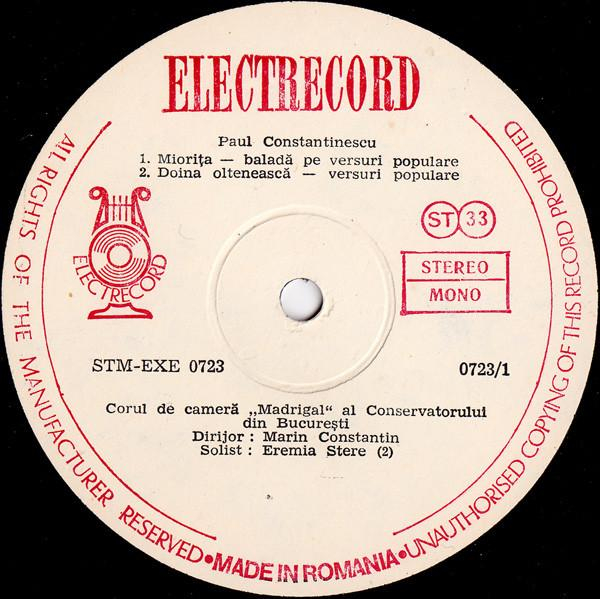 ELECTRECORD
Paul Constantinescu
1. Miorița — baladă pe versuri populare
2. Doina oltenească — versuri populare
ELECTRECORD
ST 33
STEREO
MONO
STM-EXE 0723
0723/1
Corul de cameră „Madrigal“ al Conservatorului
din București
Dirijor : Marin Constantin
Solist : Eremia Stere (2)
ALL RIGHTS OF THE MANUFACTURER RESERVED • MADE IN ROMANIA • UNAUTHORISED COPYING OF THIS RECORD PROHIBITED